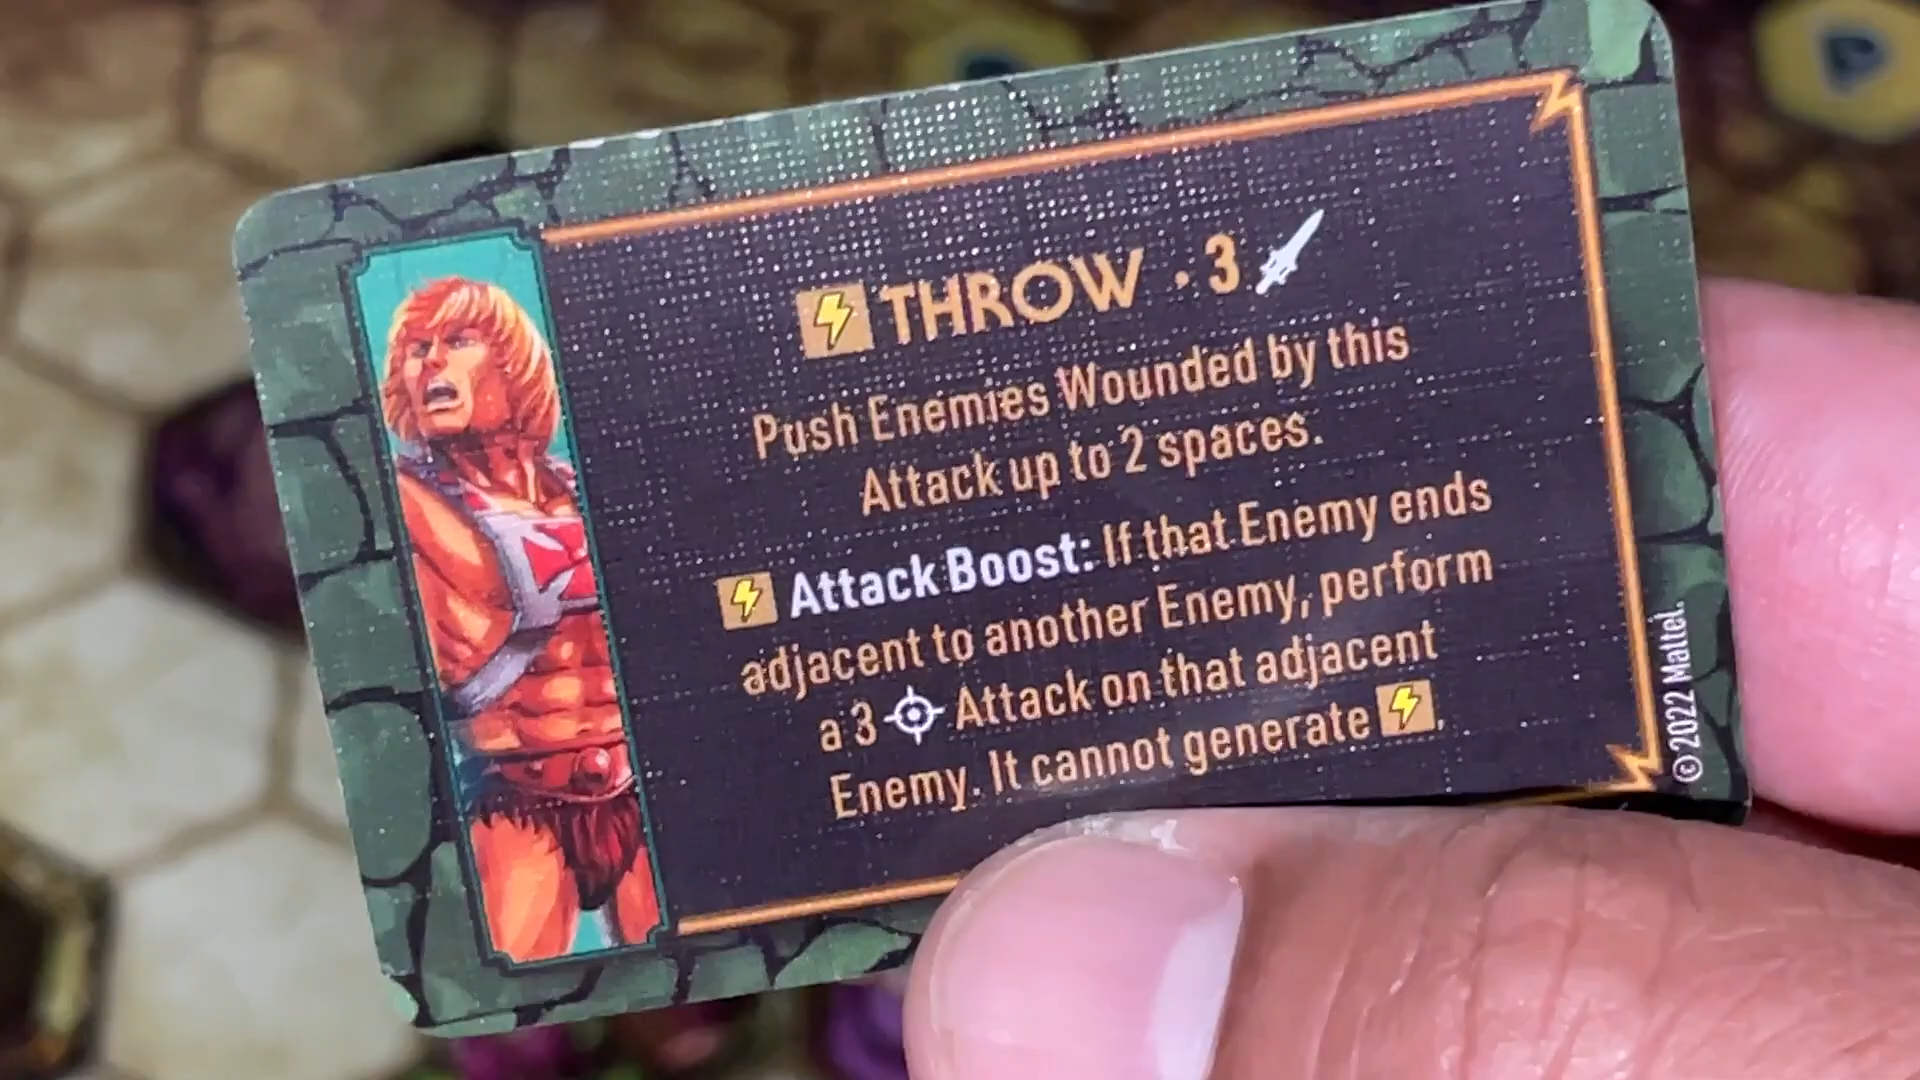 THROW · 3
Push Enemies Wounded by this
Attack up to 2 spaces.
Attack Boost: If that Enemy ends
adjacent to another Enemy, perform
a 3 Attack on that adjacent
Enemy. It cannot generate .
©2022 Mattel.